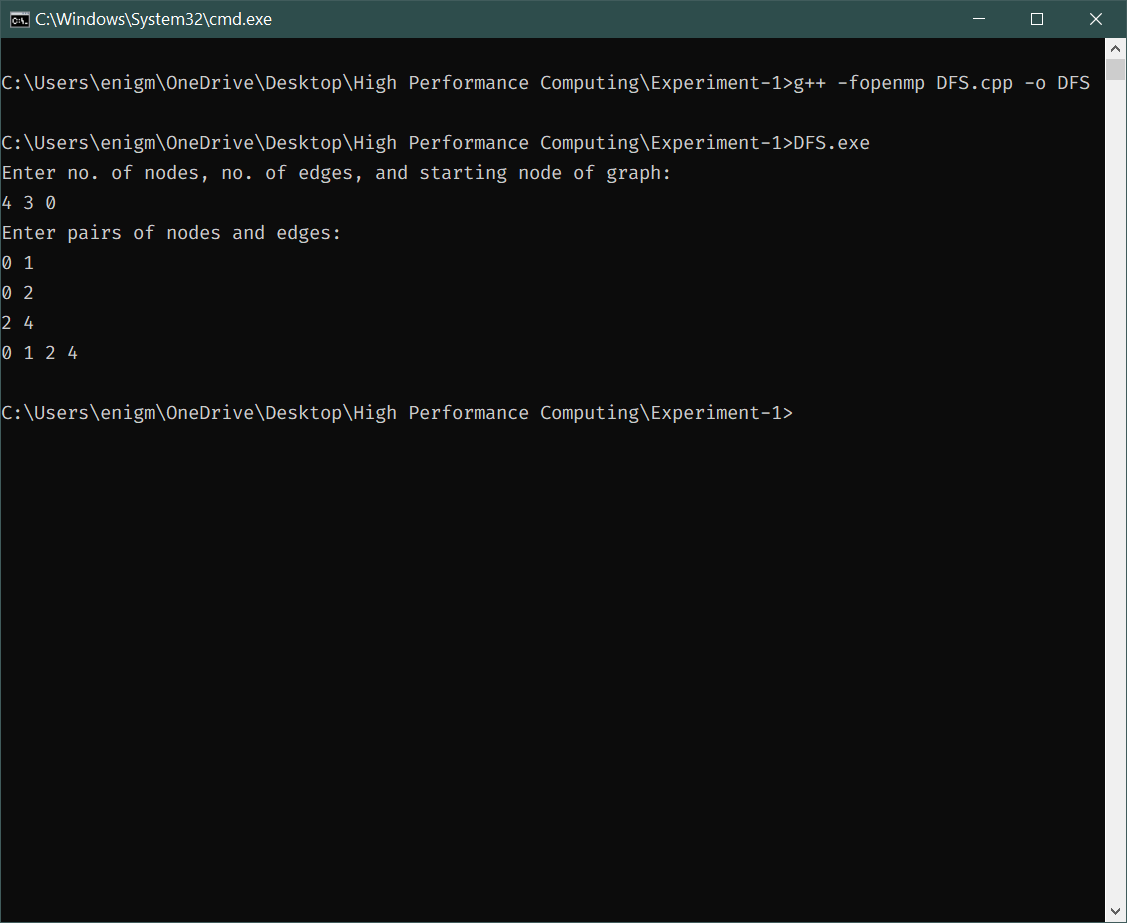 C:\Windows\System32\cmd.exe
C:\Users\enigm\OneDrive\Desktop\High Performance Computing\Experiment-1>g++ -fopenmp DFS.cpp -o DFS
C:\Users\enigm\OneDrive\Desktop\High Performance Computing\Experiment-1>DFS.exe
Enter no. of nodes, no. of edges, and starting node of graph:
4 3 0
Enter pairs of nodes and edges:
0 1
0 2
2 4
0 1 2 4
C:\Users\enigm\OneDrive\Desktop\High Performance Computing\Experiment-1>